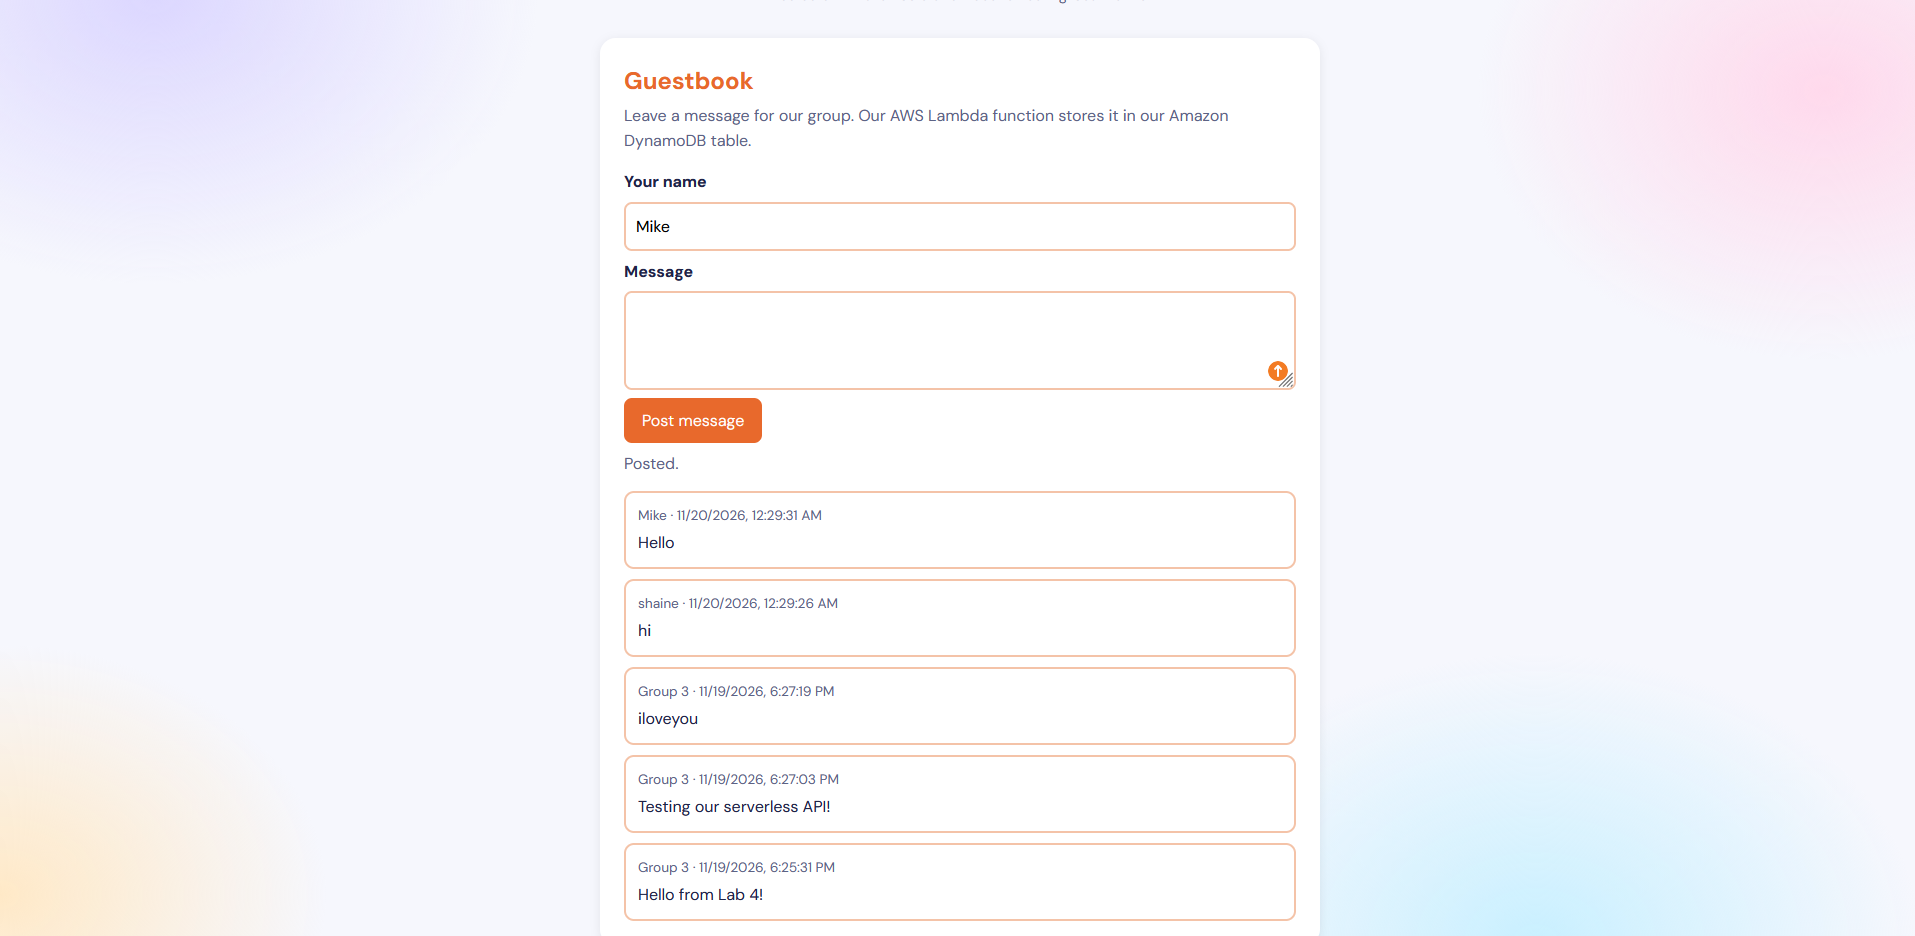 Guestbook
Leave a message for our group. Our AWS Lambda function stores it in our Amazon
DynamoDB table.
Your name
Mike
Message
Post message
Posted.
Mike · 11/20/2026, 12:29:31 AM
Hello
shaine · 11/20/2026, 12:29:26 AM
hi
Group 3 · 11/19/2026, 6:27:19 PM
iloveyou
Group 3 · 11/19/2026, 6:27:03 PM
Testing our serverless API!
Group 3 · 11/19/2026, 6:25:31 PM
Hello from Lab 4!